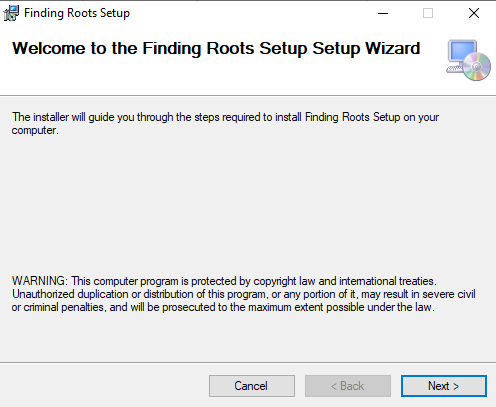 Finding Roots Setup
Welcome to the Finding Roots Setup Setup Wizard
The installer will guide you through the steps required to install Finding Roots Setup on your
computer.
WARNING: This computer program is protected by copyright law and international treaties.
Unauthorized duplication or distribution of this program, or any portion of it, may result in severe civil
or criminal penalties, and will be prosecuted to the maximum extent possible under the law.
Cancel < Back Next >